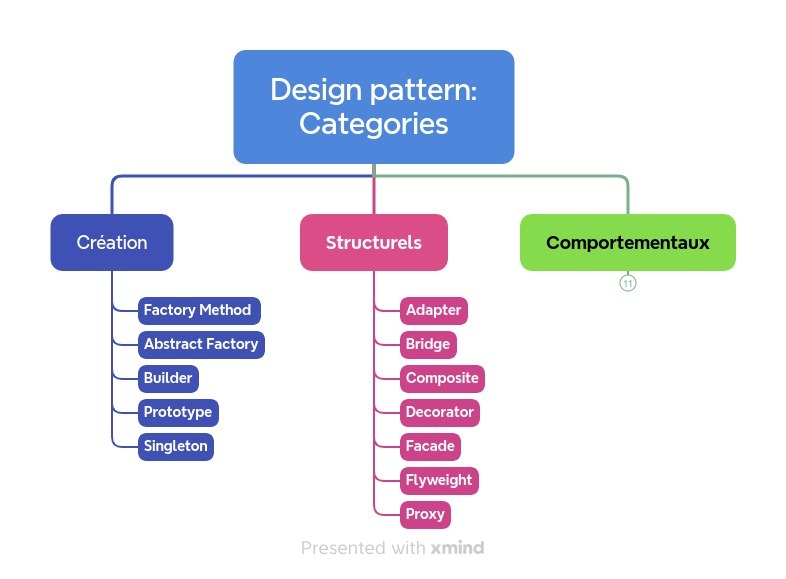 Design pattern:
Categories
Création
Structurels
Comportementaux
11
Factory Method
Abstract Factory
Builder
Prototype
Singleton
Adapter
Bridge
Composite
Decorator
Facade
Flyweight
Proxy
Presented with xmind